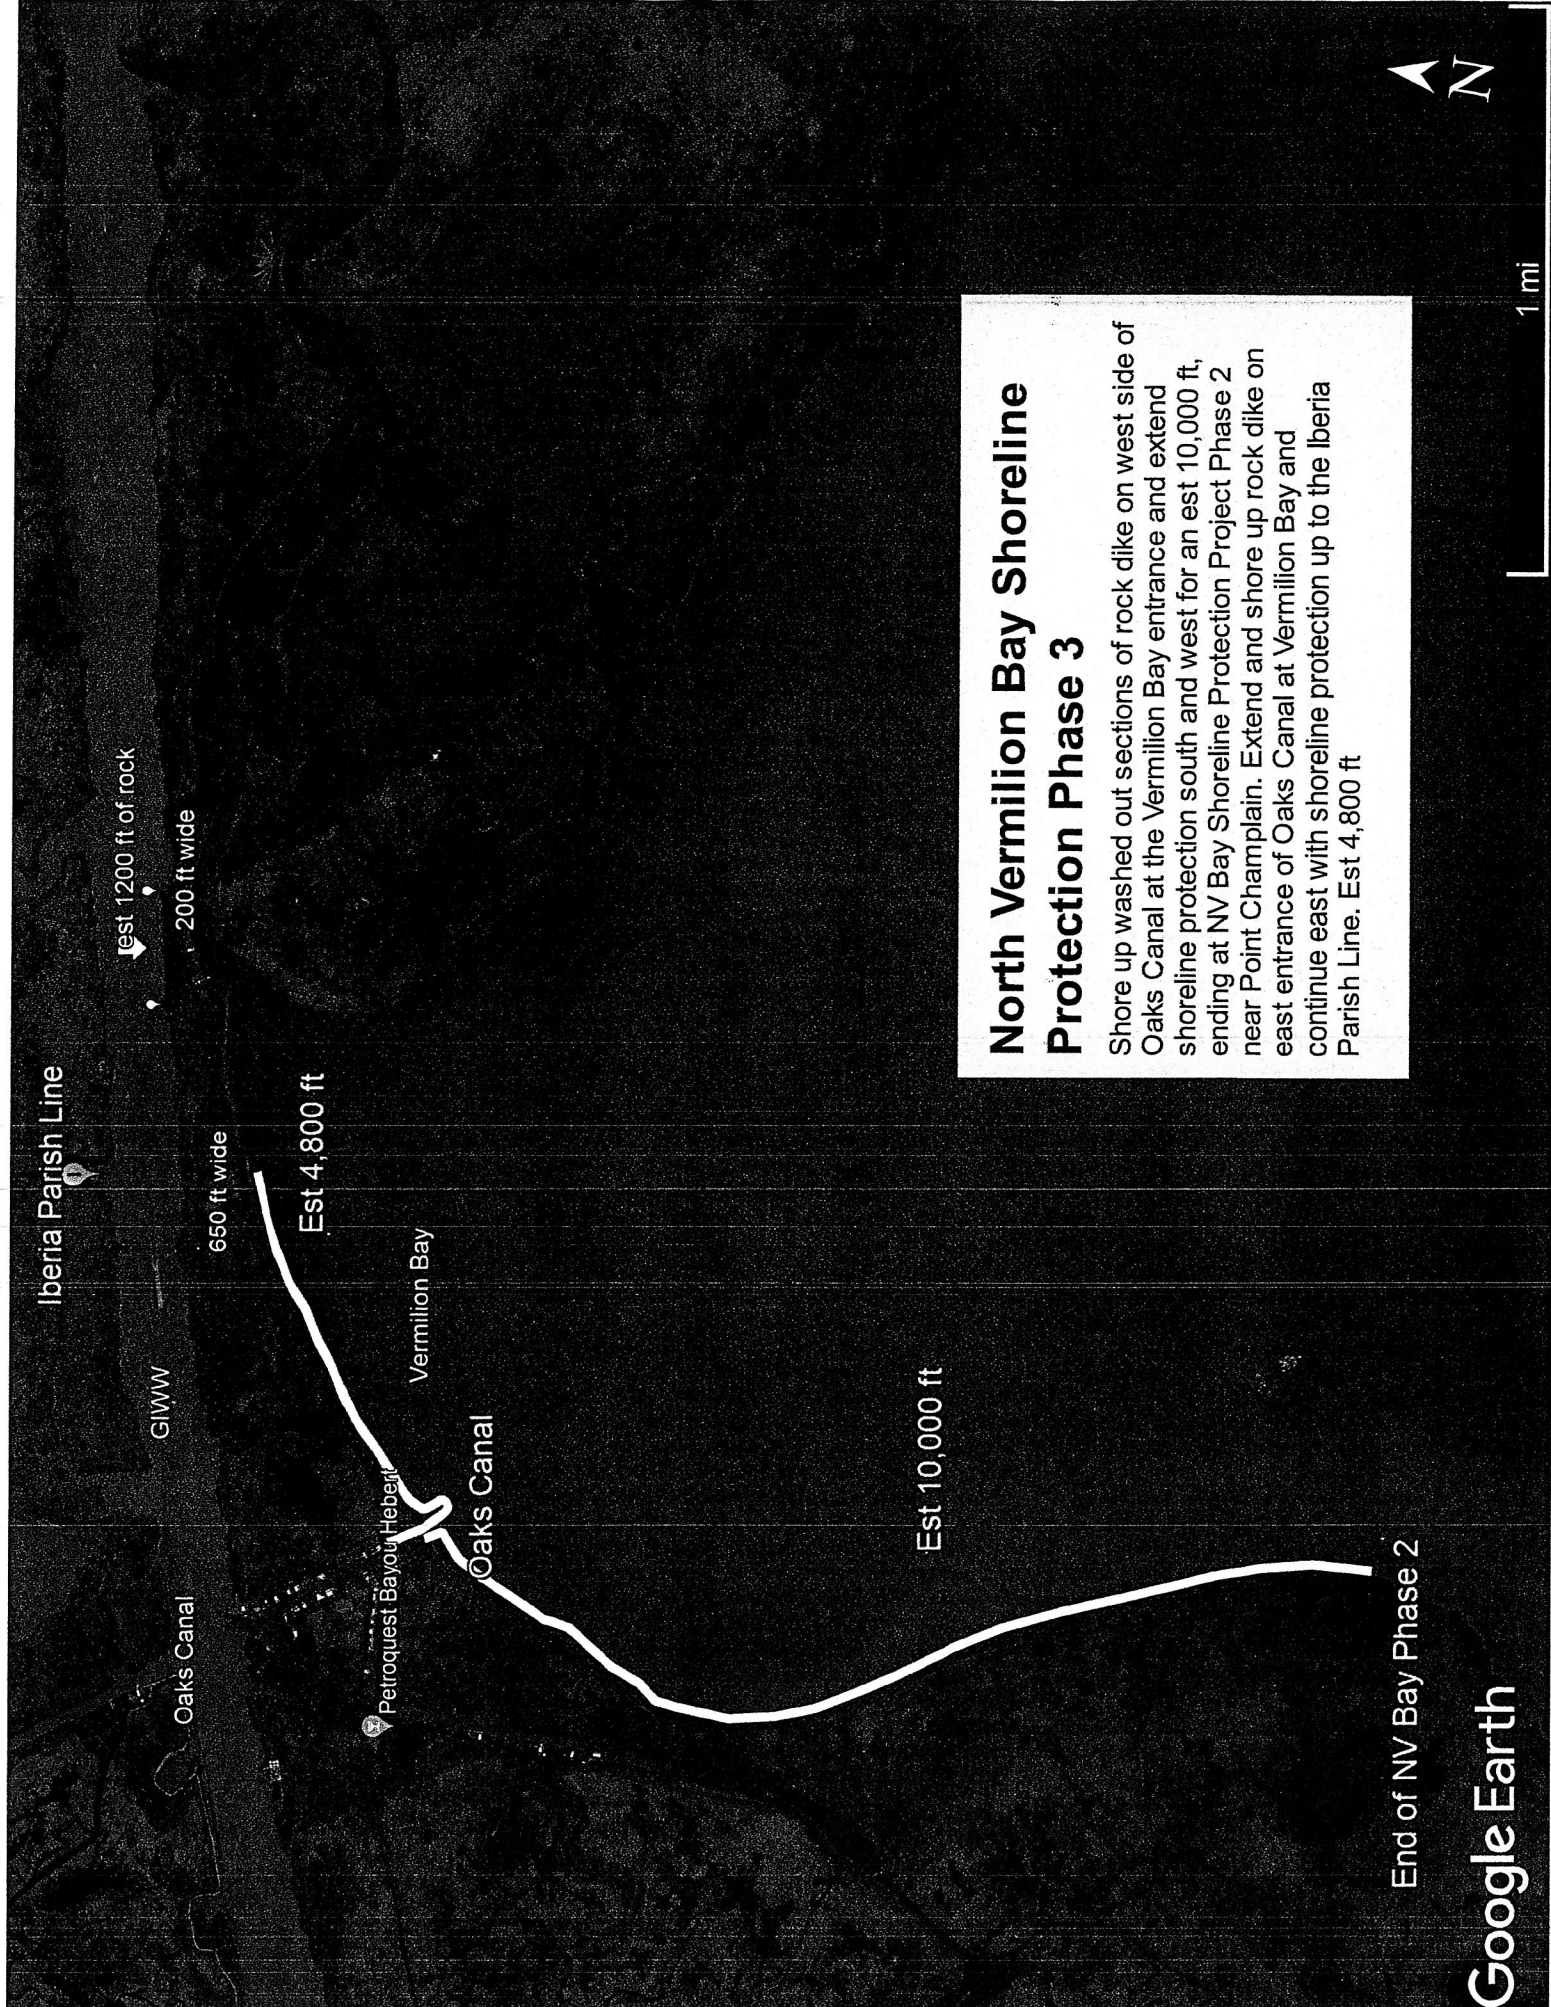 Iberia Parish Line
est 1200 ft of rock
200 ft wide
650 ft wide
GIWW
Oaks Canal
Est 4,800 ft
Petroquest Bayou Hebert
Vermilion Bay
Oaks Canal
Est 10,000 ft
End of NV Bay Phase 2
North Vermilion Bay Shoreline
Protection Phase 3
Shore up washed out sections of rock dike on west side of
Oaks Canal at the Vermilion Bay entrance and extend
shoreline protection south and west for an est 10,000 ft,
ending at NV Bay Shoreline Protection Project Phase 2
near Point Champlain. Extend and shore up rock dike on
east entrance of Oaks Canal at Vermilion Bay and
continue east with shoreline protection up to the Iberia
Parish Line. Est 4,800 ft
Google Earth
N
1 mi